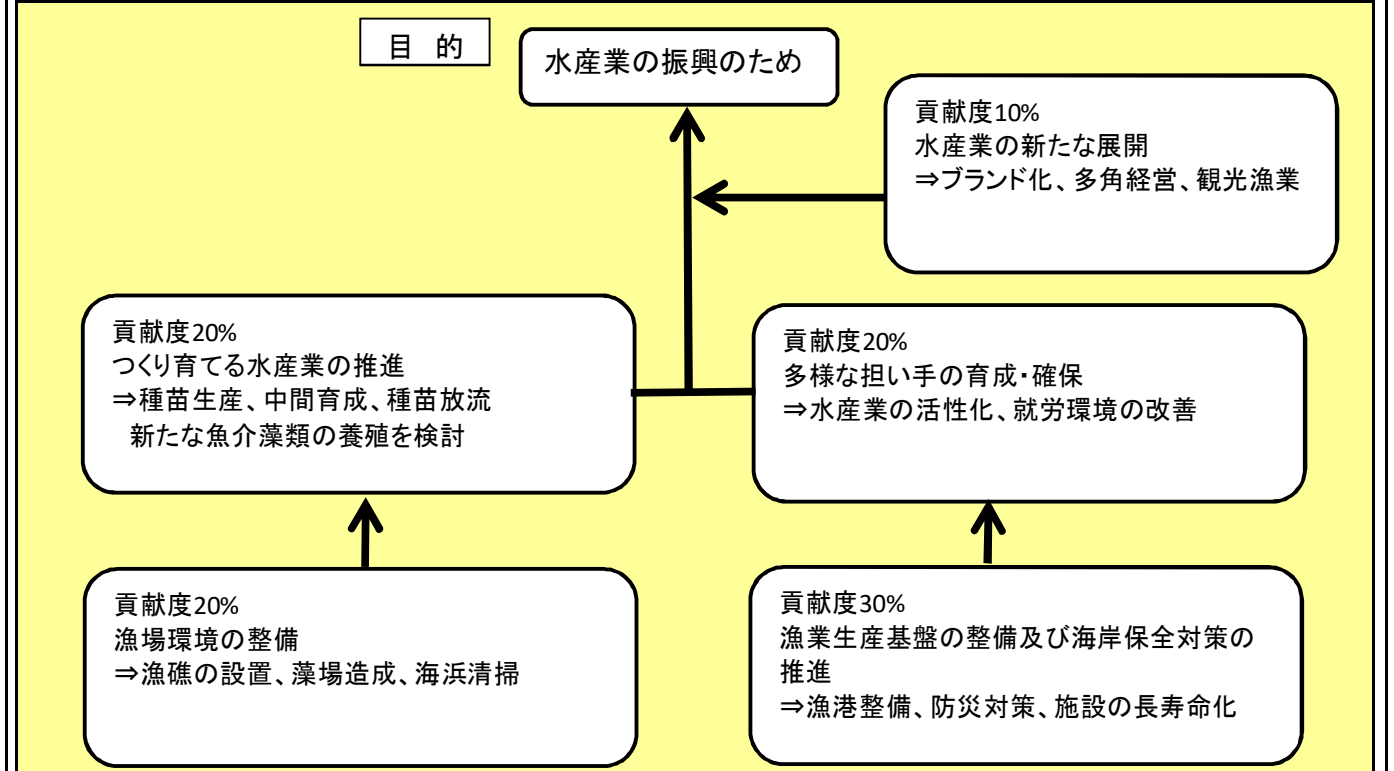 目 的
水産業の振興のため
貢献度10%
水産業の新たな展開
⇒ブランド化、多角経営、観光漁業
貢献度20%
つくり育てる水産業の推進
⇒種苗生産、中間育成、種苗放流
新たな魚介藻類の養殖を検討
貢献度20%
多様な担い手の育成・確保
⇒水産業の活性化、就労環境の改善
貢献度20%
漁場環境の整備
⇒漁礁の設置、藻場造成、海浜清掃
貢献度30%
漁業生産基盤の整備及び海岸保全対策の
推進
⇒漁港整備、防災対策、施設の長寿命化